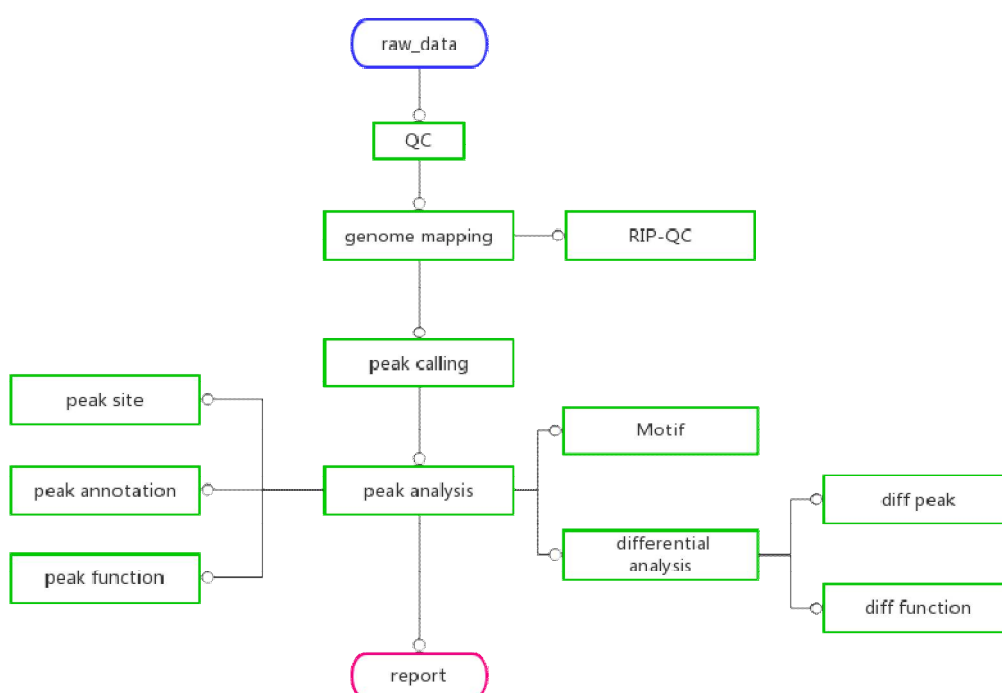 raw_data
QC
genome mapping
RIP-QC
peak calling
peak site
Motif
peak annotation
peak analysis
diff peak
differential
analysis
peak function
diff function
report